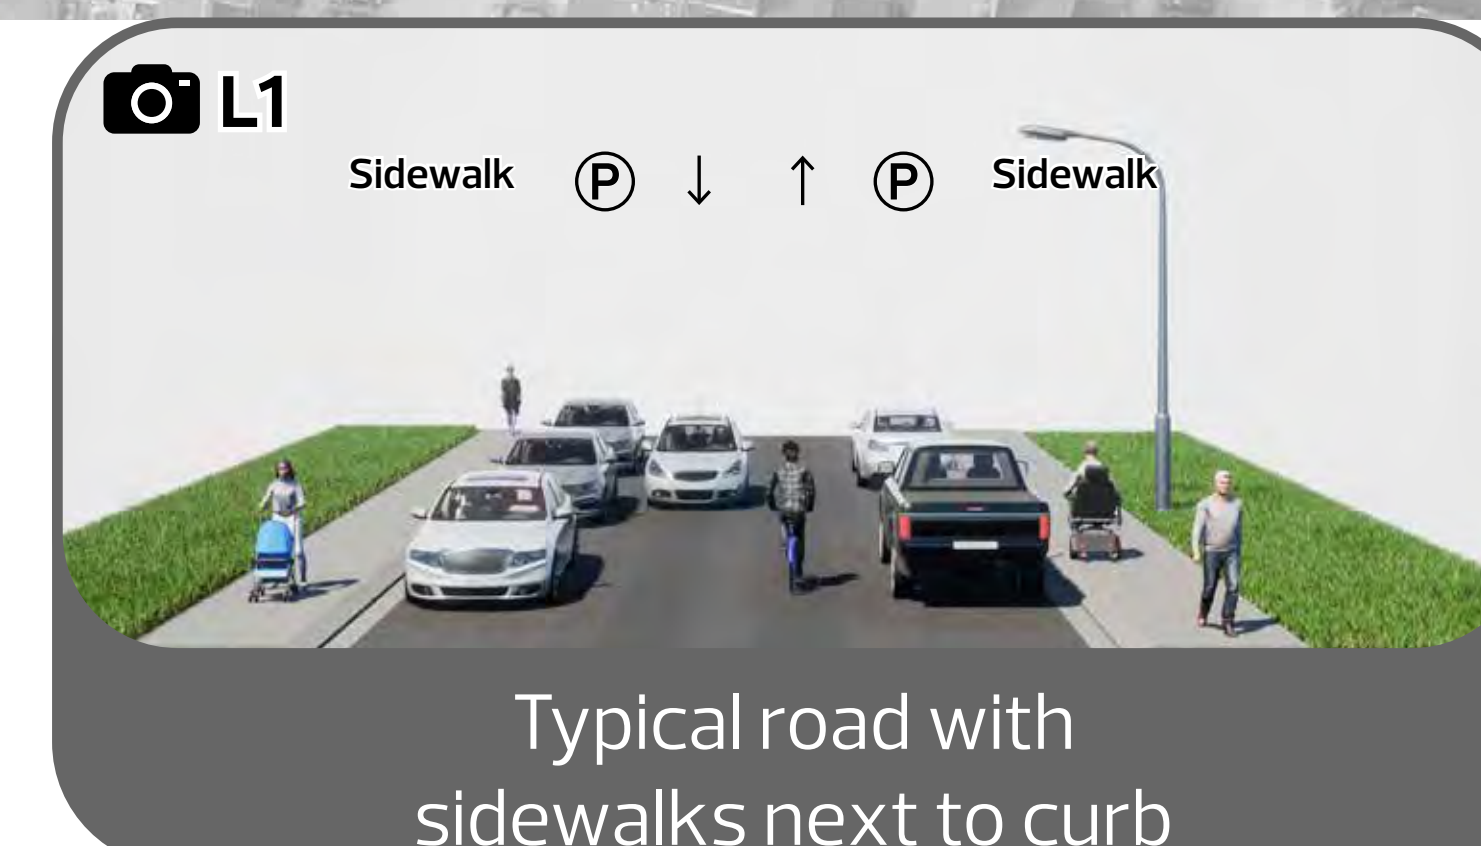 L1
Sidewalk P ↓ ↑ P Sidewalk
Typical road with
sidewalks next to curb